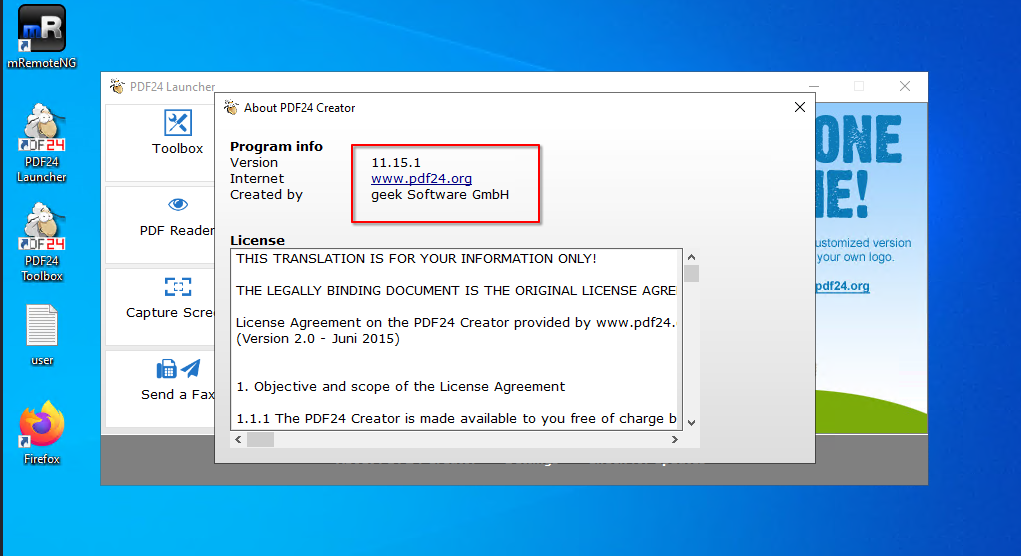 mR
mRemoteNG
PDF24
PDF24
Launcher
PDF24
PDF24
Toolbox
user
Firefox
PDF24 Launcher
Toolbox
PDF Reader
Capture Scre
Send a Fax
About PDF24 Creator
Program info
Version 11.15.1
Internet www.pdf24.org
Created by geek Software GmbH
License
THIS TRANSLATION IS FOR YOUR INFORMATION ONLY!
THE LEGALLY BINDING DOCUMENT IS THE ORIGINAL LICENSE AGRE
License Agreement on the PDF24 Creator provided by www.pdf24.
(Version 2.0 - Juni 2015)
1. Objective and scope of the License Agreement
1.1.1 The PDF24 Creator is made available to you free of charge b
ONE
E!
ustomized version
your own logo.
pdf24.org